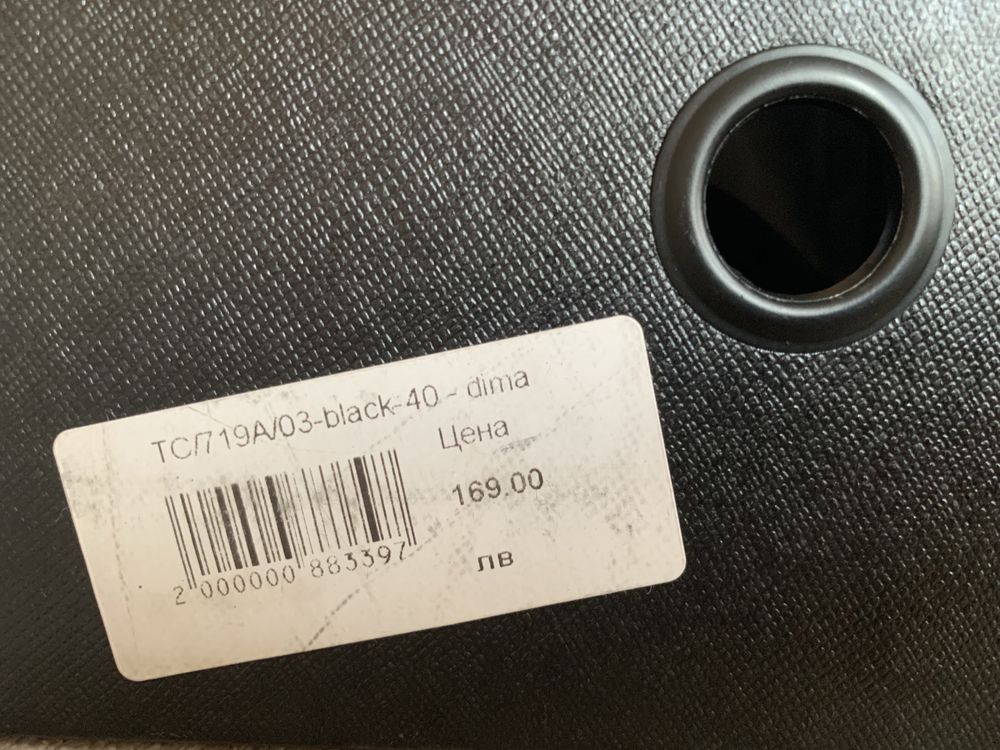 TC/719A/03-black-40 - dima
Цена
169.00
лв
2 000000 883397